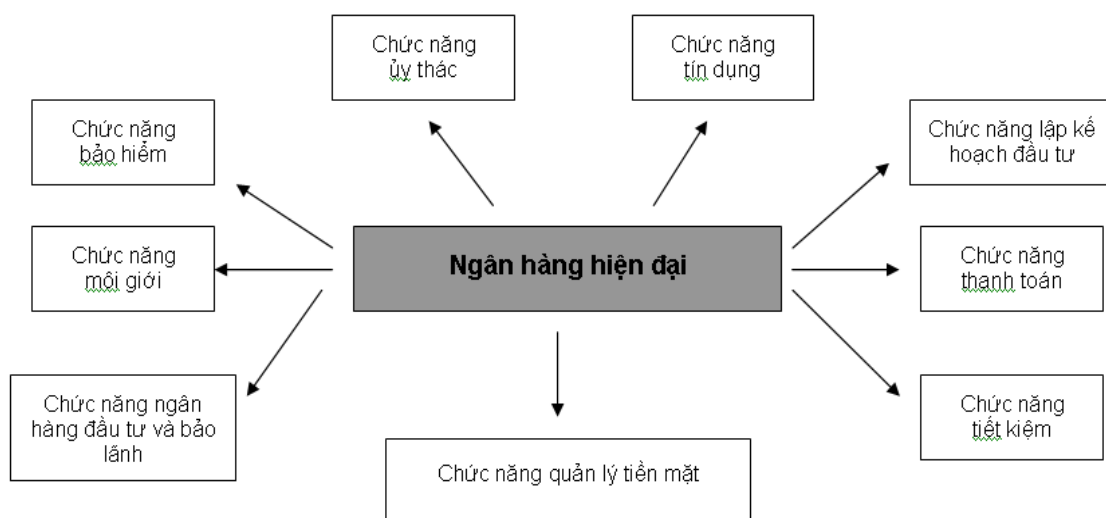 Chức năng
ủy thác
Chức năng
tín dụng
Chức năng
bảo hiểm
Chức năng lập kế
hoạch đầu tư
Chức năng
môi giới
Ngân hàng hiện đại
Chức năng
thanh toán
Chức năng ngân
hàng đầu tư và bảo
lãnh
Chức năng
tiết kiệm
Chức năng quản lý tiền mặt